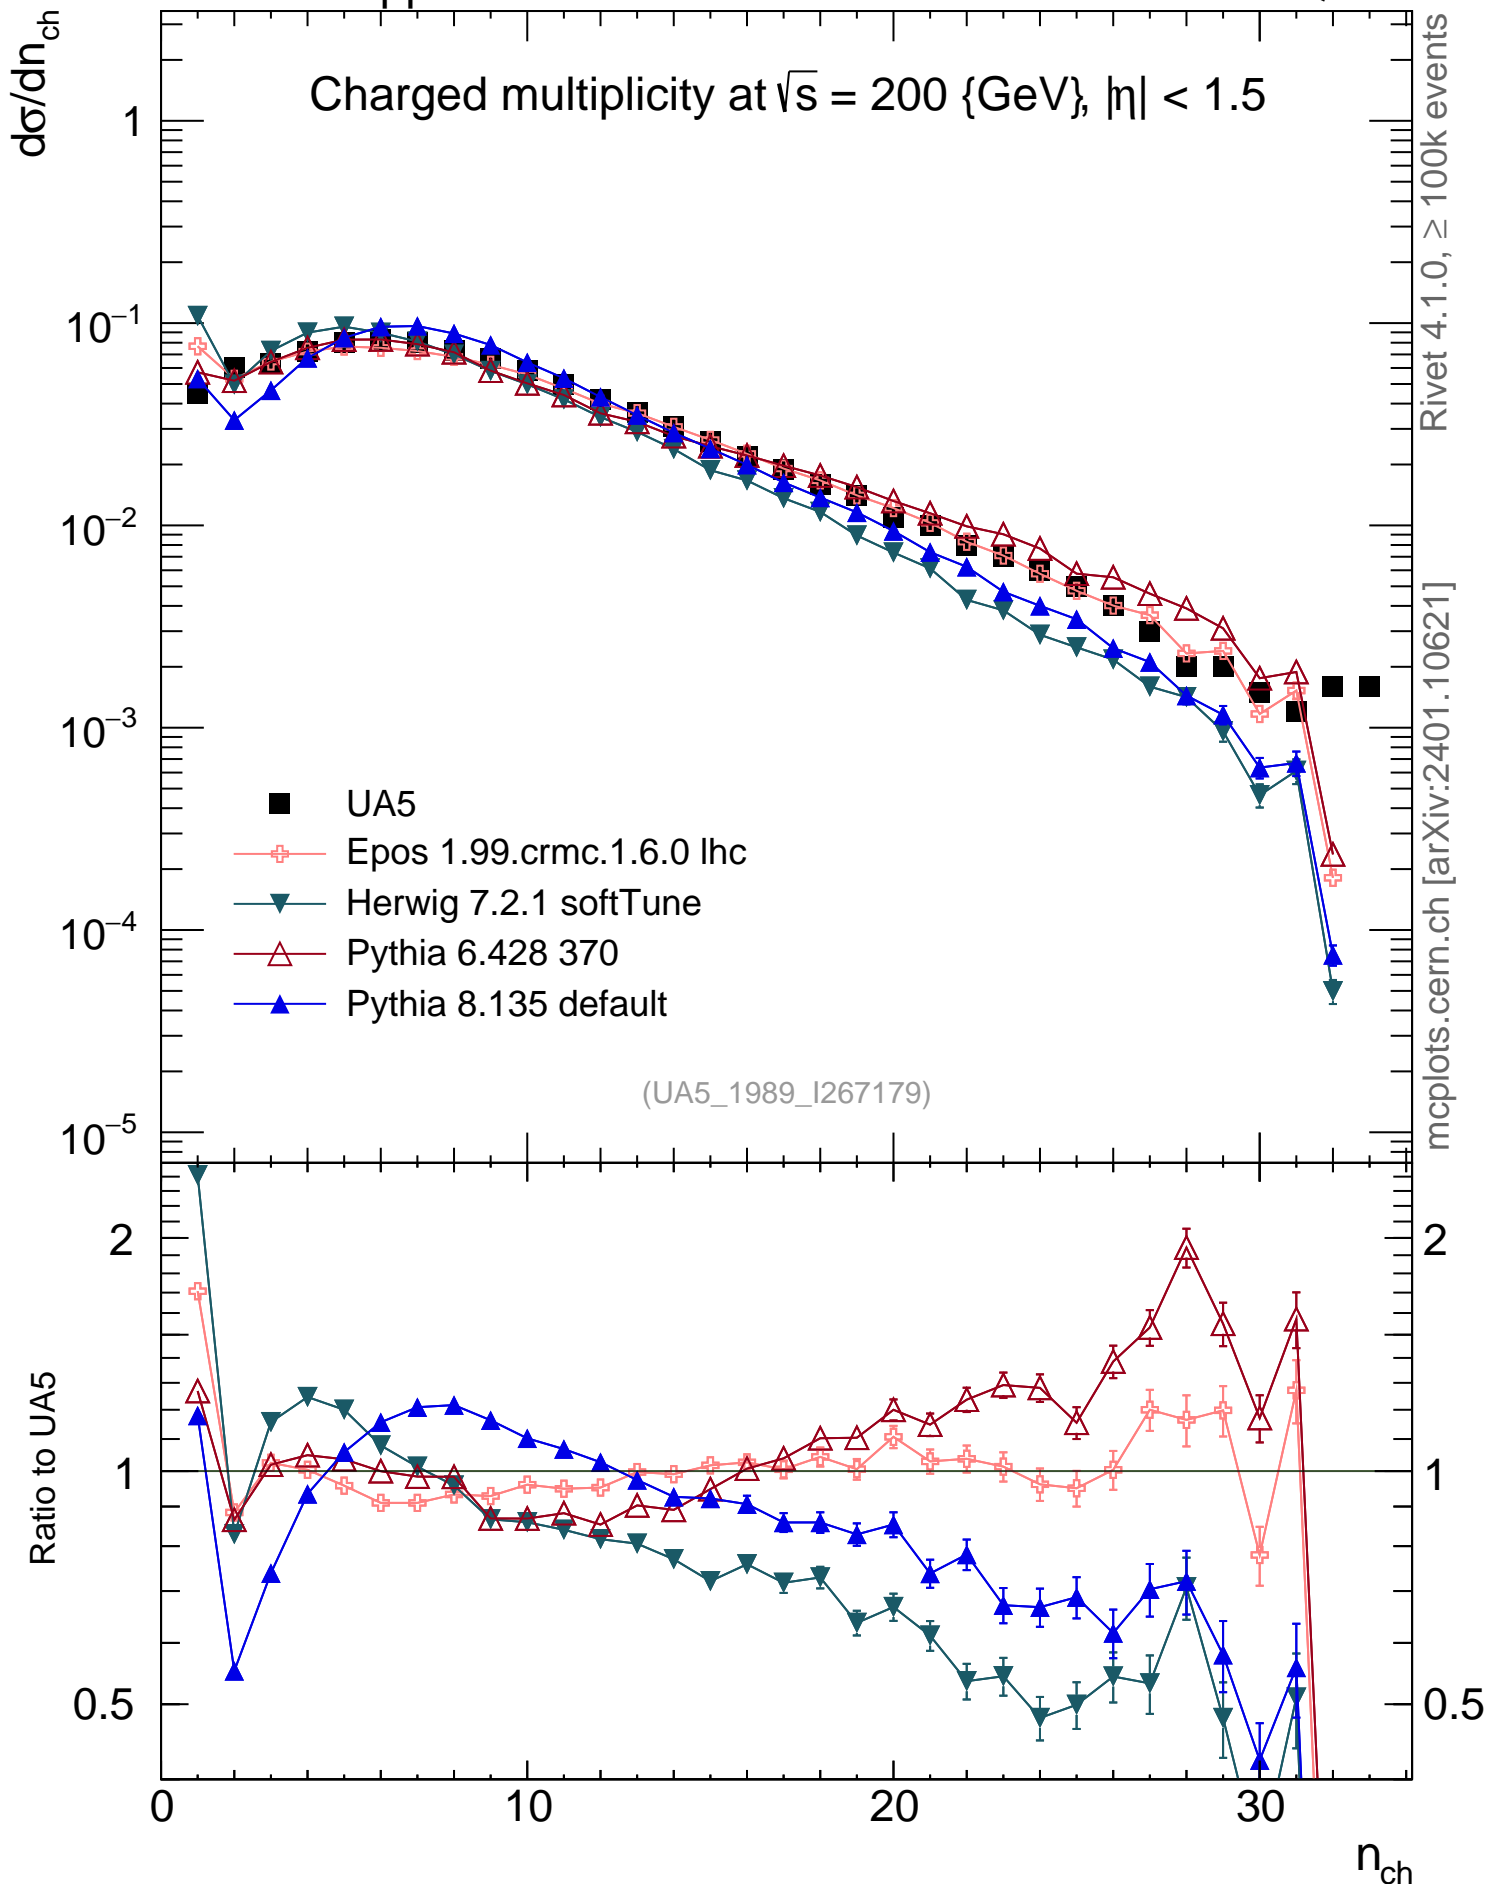 dσ/dn_ch
Charged multiplicity at √s = 200 {GeV}, |η| < 1.5
1
10⁻¹
10⁻²
10⁻³
10⁻⁴
10⁻⁵
UA5
Epos 1.99.crmc.1.6.0 lhc
Herwig 7.2.1 softTune
Pythia 6.428 370
Pythia 8.135 default
(UA5_1989_I267179)
Rivet 4.1.0, ≥ 100k events
mcplots.cern.ch [arXiv:2401.10621]
Ratio to UA5
2
1
0.5
2
1
0.5
0 10 20 30
n_ch